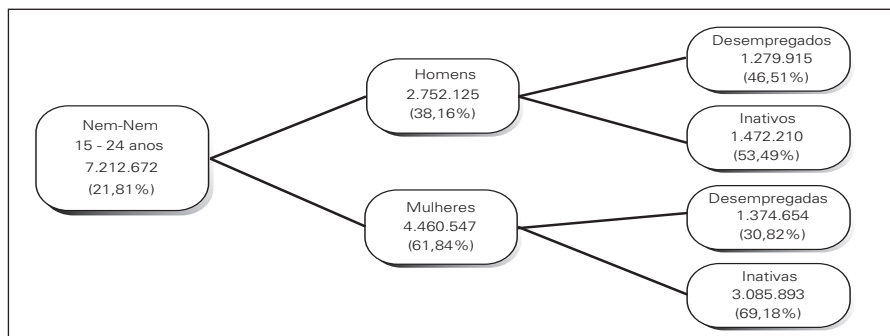 Nem-Nem
15 - 24 anos
7.212.672
(21,81%)
Homens
2.752.125
(38,16%)
Mulheres
4.460.547
(61,84%)
Desempregados
1.279.915
(46,51%)
Inativos
1.472.210
(53,49%)
Desempregadas
1.374.654
(30,82%)
Inativas
3.085.893
(69,18%)